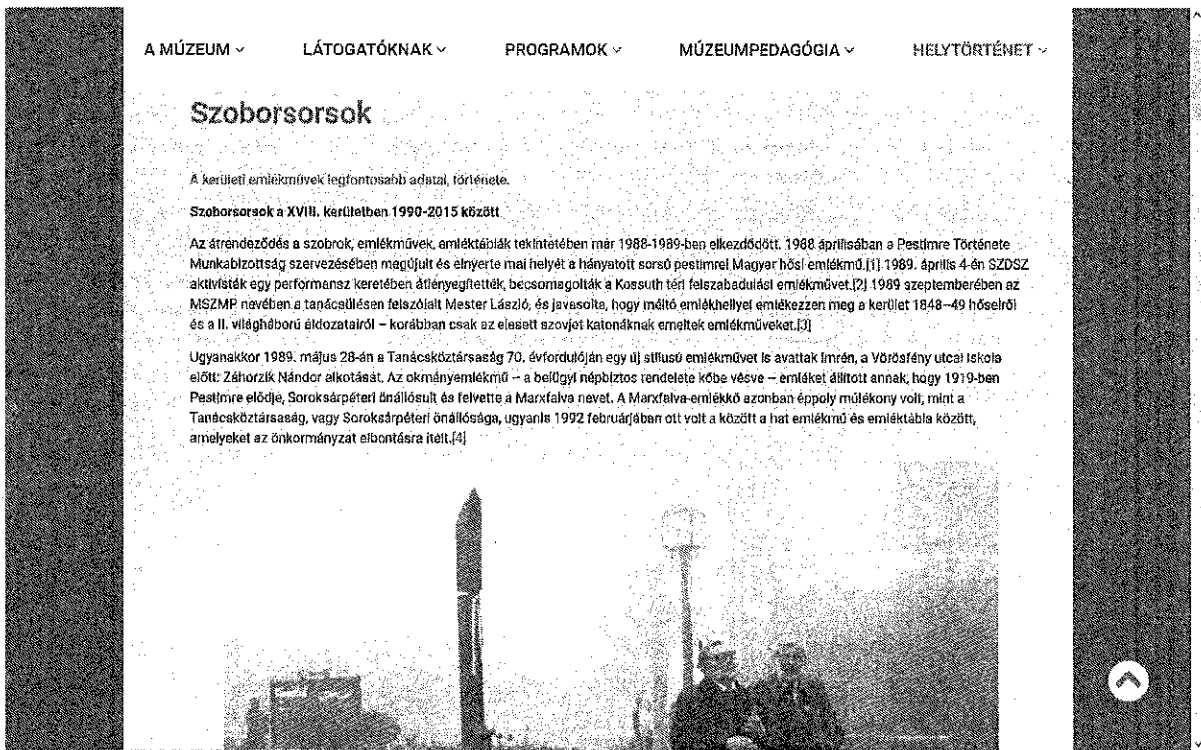 A MÚZEUM LÁTOGATÓKNAK PROGRAMOK MÚZEUMPEDAGÓGIA HELYTÖRTÉNET
Szoborsorsok
A kerületi emlékművek legfontosabb adatai, története.
Szoborsorsok a XVIII. kerületben 1990-2015 között
Az átrendeződés a szobrok, emlékművek, emléktáblák tekintetében már 1988-1989-ben elkezdődött. 1988 áprilisában a Pestimre Története
Munkabizottság szervezésében megújult és elnyerte mai helyét a hányatott sorsú pestimrei Magyar hősi emlékmű.[1] 1989. április 4-én SZDSZ
aktivisták egy performensz keretében átlényegítették, becsomagolták a Kossuth téri felszabadulási emlékművet.[2] 1989 szeptemberében az
MSZMP nevében a tanácsülésen felszólalt Mester László, és javasolta, hogy méltó emlékhellyel emlékezzen meg a kerület 1848–49 hőseiről
és a II. világháború áldozatairól – korábban csak az elesett szovjet katonáknak emeltek emlékműveket.[3]
Ugyanakkor 1989. május 28-án a Tanácsköztársaság 70. évfordulóján egy új stílusú emlékművet is avattak Imrén, a Vörösfény utcai iskola
előtt: Záhorzik Nándor alkotását. Az okmányemlékmű – a belügyi népbiztos rendelete kőbe vésve – emléket állított annak, hogy 1919-ben
Pestimre elődje, Soroksárpéteri önállósult és felvette a Marxfalva nevet. A Marxfalva-emlékkő azonban éppoly múlékony volt, mint a
Tanácsköztársaság, vagy Soroksárpéteri önállósága, ugyanis 1992 februárjában ott volt a között a hat emlékmű és emléktábla között,
amelyeket az önkormányzat elbontásra ítélt.[4]